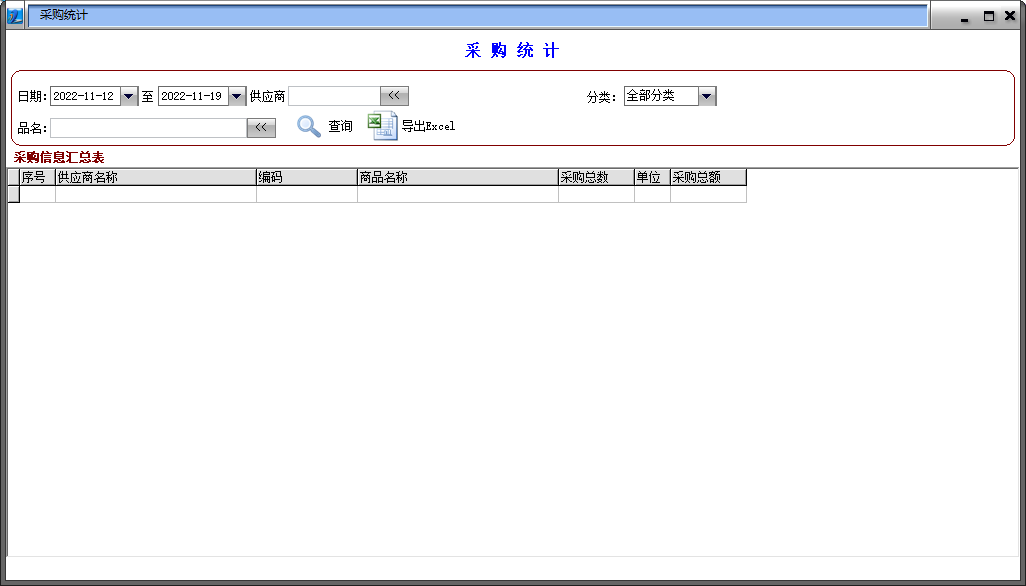 采购统计
采 购 统 计
日期: 2022-11-12 至 2022-11-19 供应商 << 分类: 全部分类
品名: << 查询 导出Excel
采购信息汇总表
序号 供应商名称 编码 商品名称 采购总数 单位 采购总额